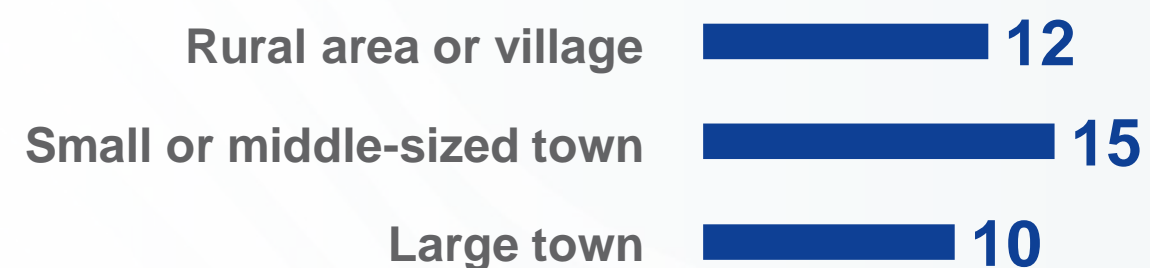 Rural area or village 12
Small or middle-sized town 15
Large town 10